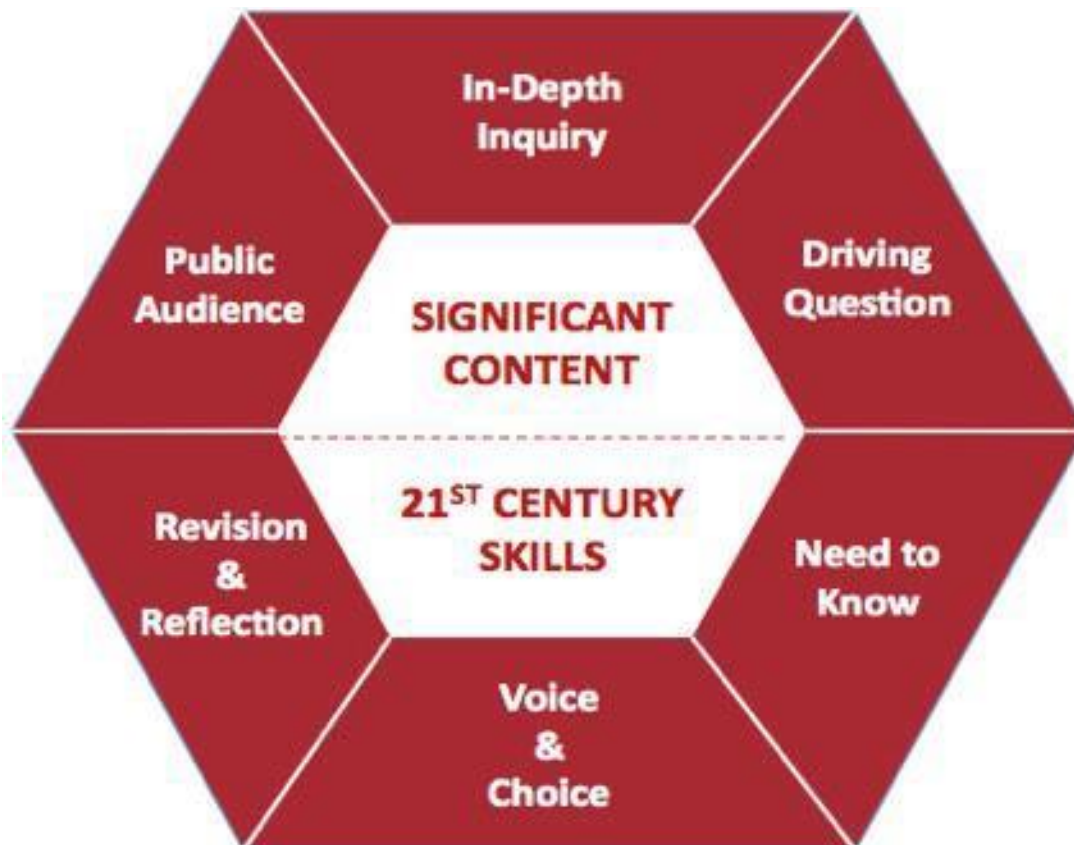 In-Depth
Inquiry
Driving
Question
Need to
Know
Voice
&
Choice
Revision
&
Reflection
Public
Audience
SIGNIFICANT
CONTENT
21ST CENTURY
SKILLS